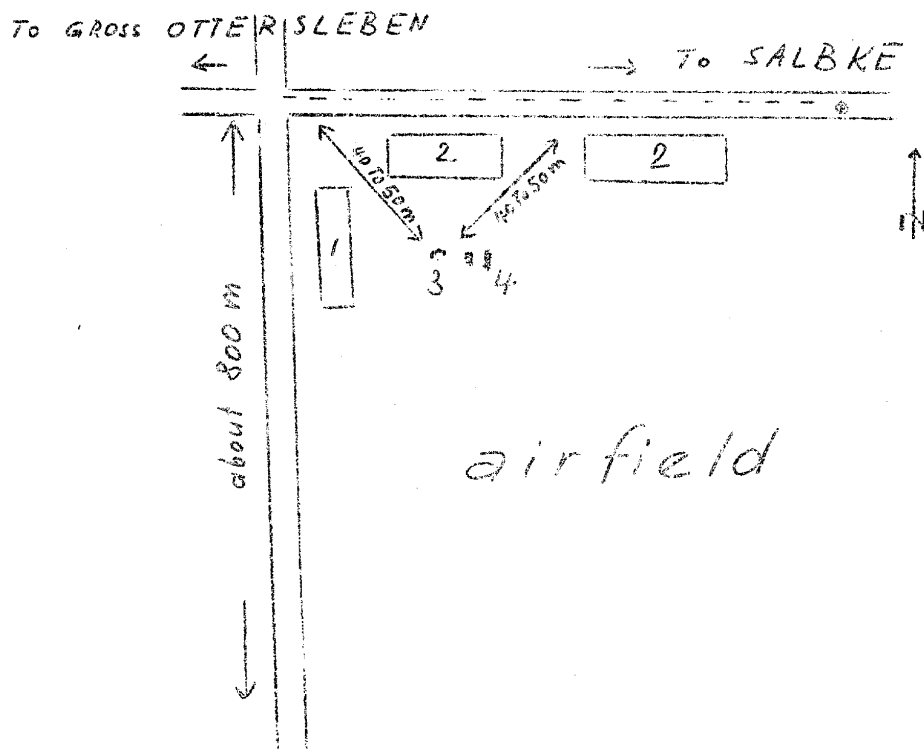 To GROSS OTTERSLEBEN
To SALBKE
2
2
40 To 50 m
40 To 50 m
1
N
3
4.
about 800 m
airfield